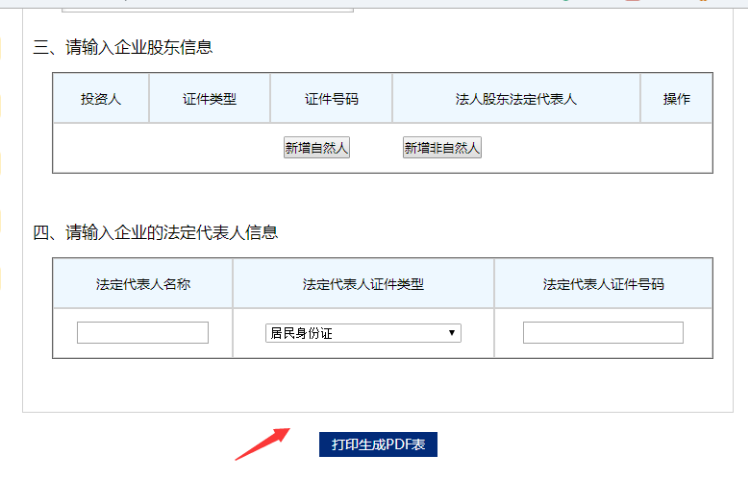 三、请输入企业股东信息
投资人 证件类型 证件号码 法人股东法定代表人 操作
新增自然人 新增非自然人
四、请输入企业的法定代表人信息
法定代表人名称 法定代表人证件类型 法定代表人证件号码
居民身份证
打印生成PDF表